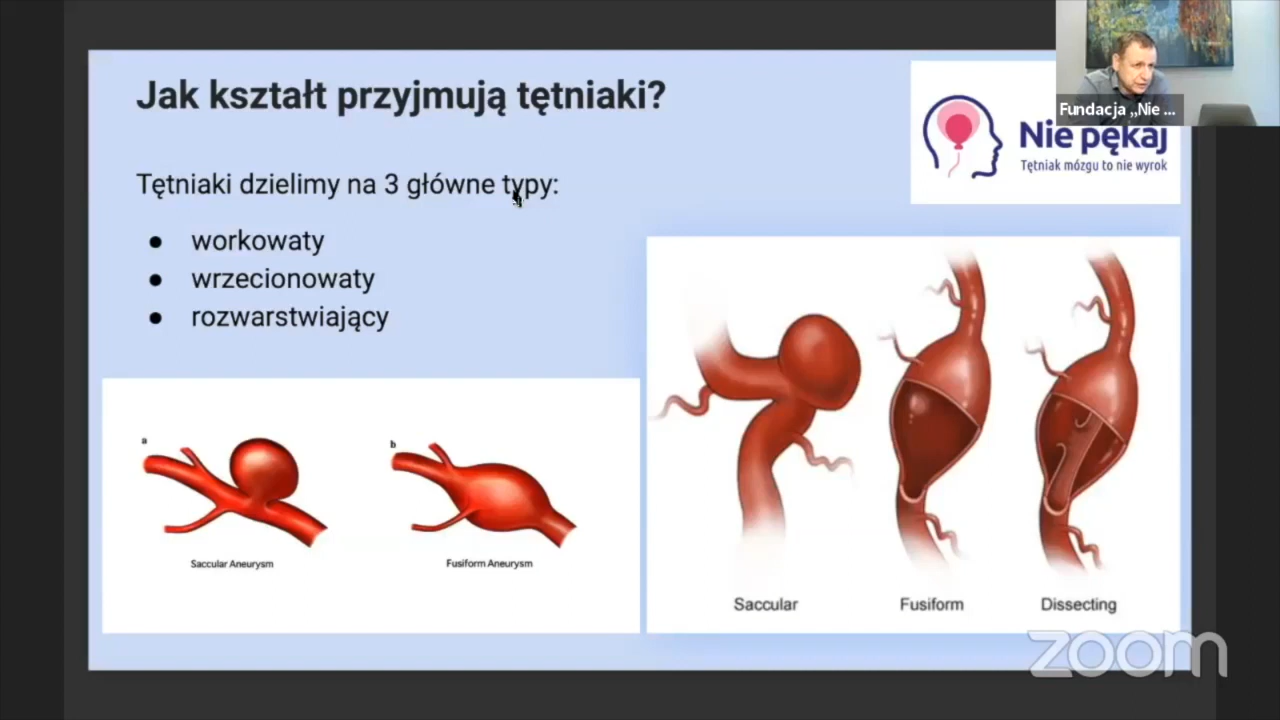 Jak kształt przyjmują tętniaki?
Fundacja „Nie ...
Nie pękaj
Tętniak mózgu to nie wyrok
Tętniaki dzielimy na 3 główne typy:
● workowaty
● wrzecionowaty
● rozwarstwiający
a
b
Saccular Aneurysm
Fusiform Aneurysm
Saccular
Fusiform
Dissecting
zoom